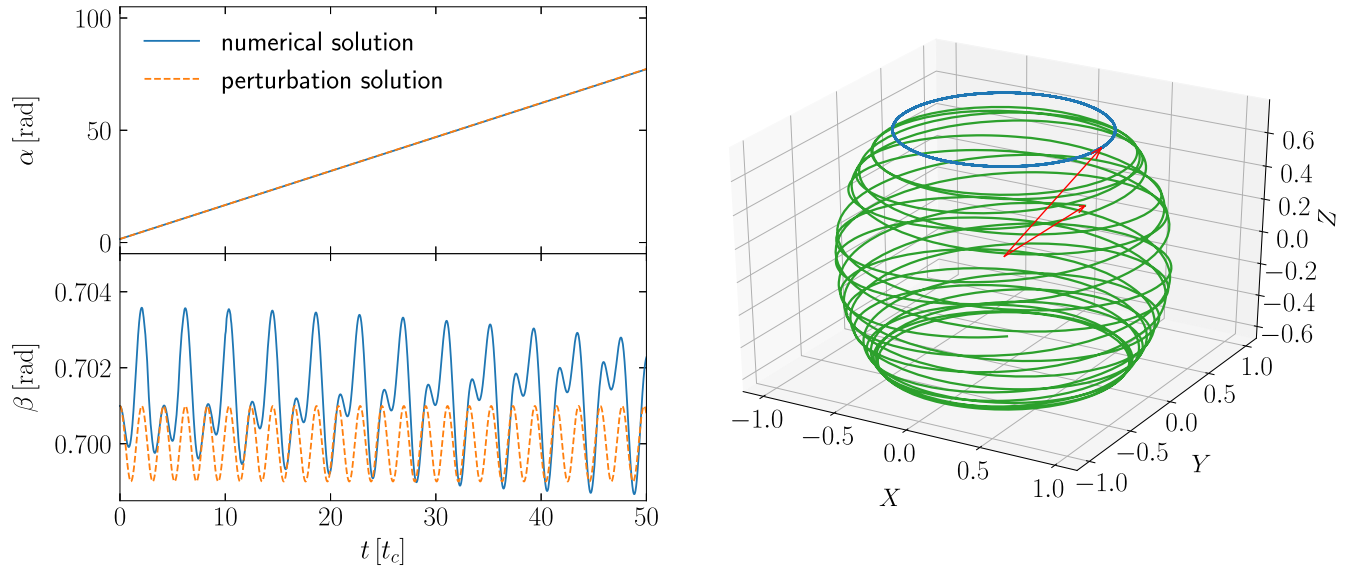 100
50
0
α [rad]
numerical solution
perturbation solution
0.704
0.702
0.700
β [rad]
0 10 20 30 40 50
t [t_c]
0.6
0.4
0.2
0.0
−0.2
−0.4
−0.6
Z
−1.0 −0.5 0.0 0.5 1.0
X
−1.0 −0.5 0.0 0.5 1.0
Y